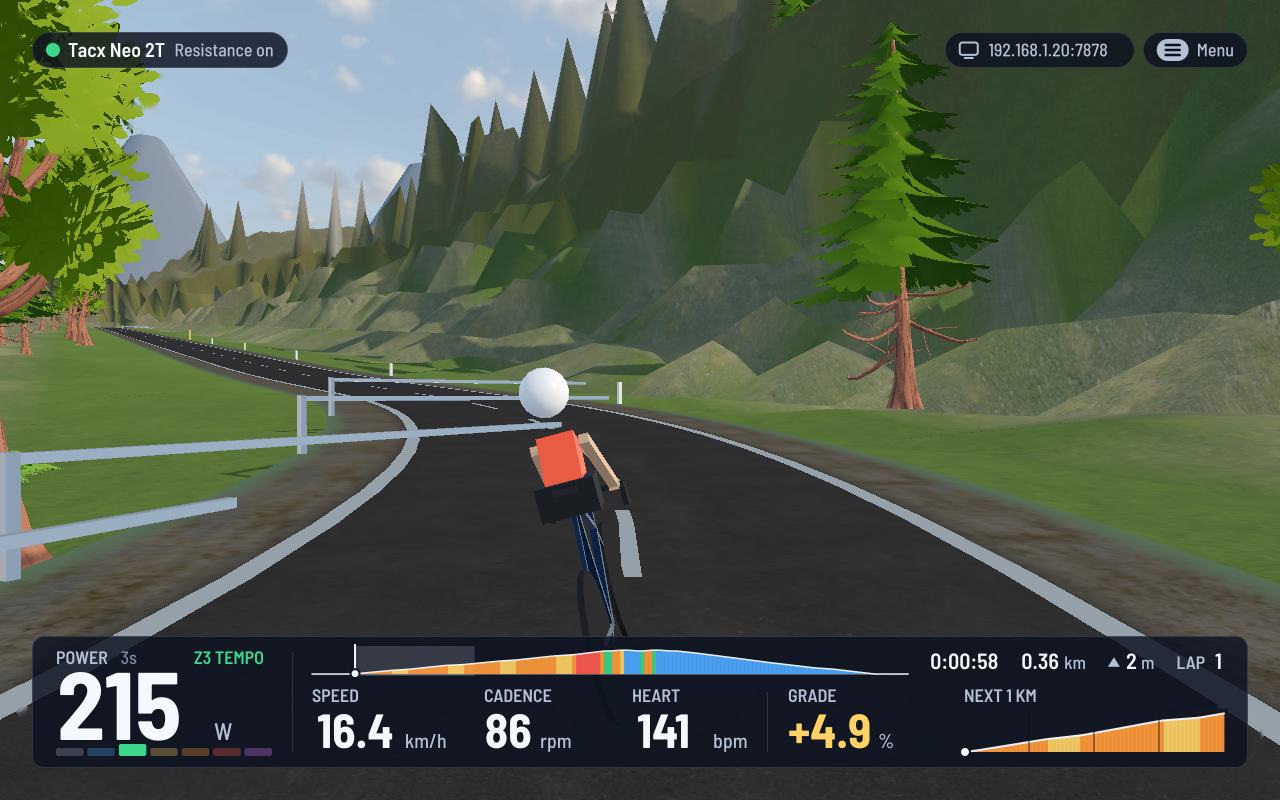 Tacx Neo 2T Resistance on
192.168.1.20:7878
Menu
POWER 3s Z3 TEMPO
215 W
0:00:58 0.36 km ▲ 2 m LAP 1
SPEED
16.4 km/h
CADENCE
86 rpm
HEART
141 bpm
GRADE
+4.9 %
NEXT 1 KM